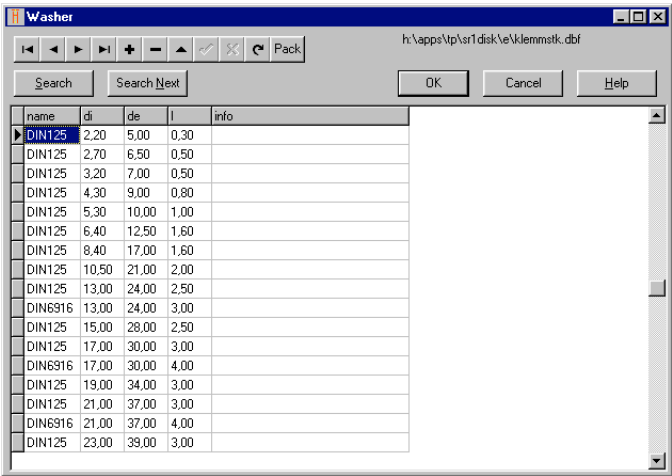 Washer
Pack
h:\apps\tp\sr1disk\e\klemmstk.dbf
Search Search Next OK Cancel Help
name di de l info
DIN125 2,20 5,00 0,30
DIN125 2,70 6,50 0,50
DIN125 3,20 7,00 0,50
DIN125 4,30 9,00 0,80
DIN125 5,30 10,00 1,00
DIN125 6,40 12,50 1,60
DIN125 8,40 17,00 1,60
DIN125 10,50 21,00 2,00
DIN125 13,00 24,00 2,50
DIN6916 13,00 24,00 3,00
DIN125 15,00 28,00 2,50
DIN125 17,00 30,00 3,00
DIN6916 17,00 30,00 4,00
DIN125 19,00 34,00 3,00
DIN125 21,00 37,00 3,00
DIN6916 21,00 37,00 4,00
DIN125 23,00 39,00 3,00